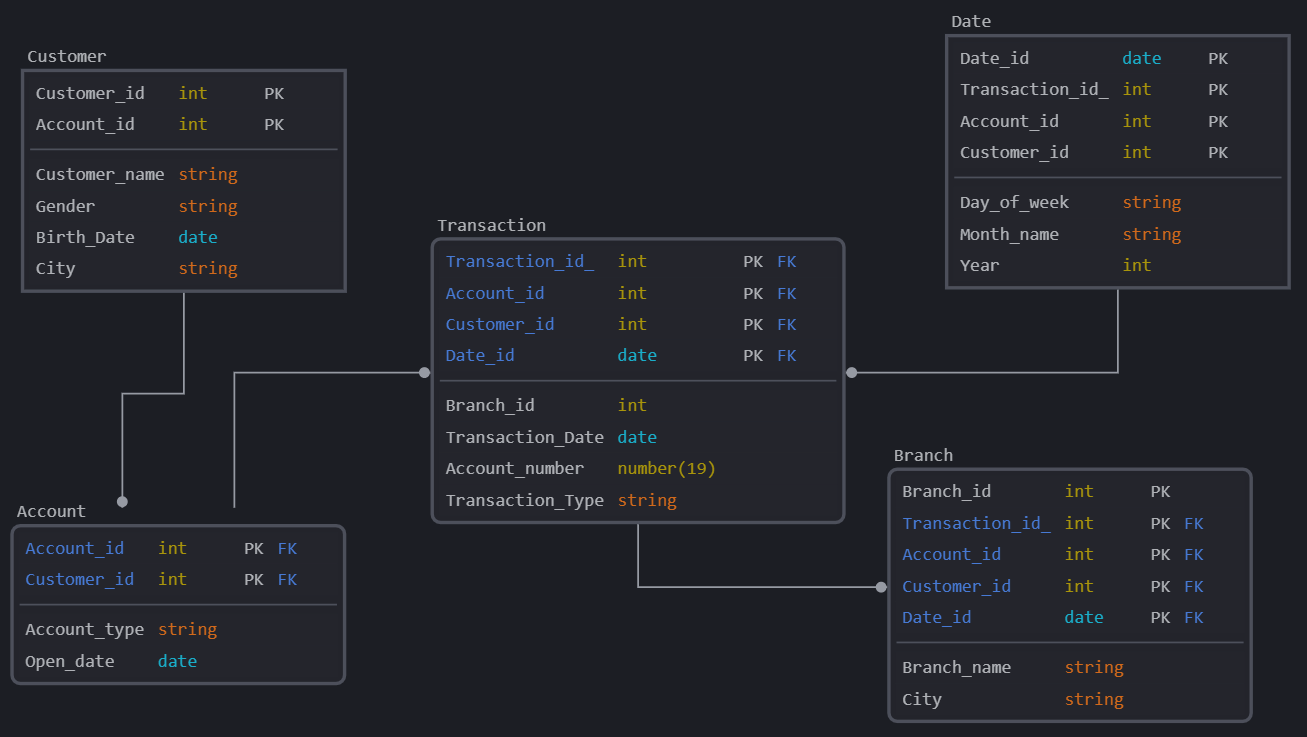 Customer
Customer_id int PK
Account_id int PK
Customer_name string
Gender string
Birth_Date date
City string
Date
Date_id date PK
Transaction_id_ int PK
Account_id int PK
Customer_id int PK
Day_of_week string
Month_name string
Year int
Transaction
Transaction_id_ int PK FK
Account_id int PK FK
Customer_id int PK FK
Date_id date PK FK
Branch_id int
Transaction_Date date
Account_number number(19)
Transaction_Type string
Account
Account_id int PK FK
Customer_id int PK FK
Account_type string
Open_date date
Branch
Branch_id int PK
Transaction_id_ int PK FK
Account_id int PK FK
Customer_id int PK FK
Date_id date PK FK
Branch_name string
City string